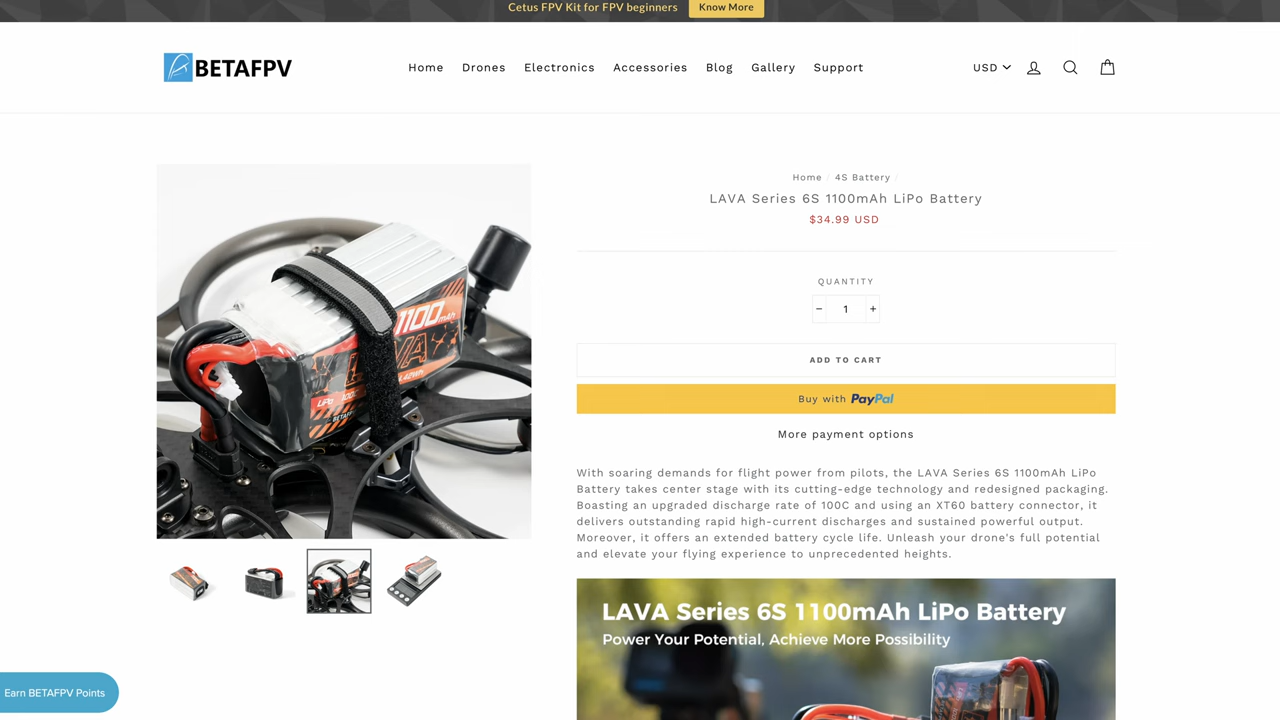 Cetus FPV Kit for FPV beginners
Know More
BETAFPV
Home Drones Electronics Accessories Blog Gallery Support
USD
Home / 4S Battery /
LAVA Series 6S 1100mAh LiPo Battery
$34.99 USD
QUANTITY
− 1 +
ADD TO CART
Buy with PayPal
More payment options
With soaring demands for flight power from pilots, the LAVA Series 6S 1100mAh LiPo
Battery takes center stage with its cutting-edge technology and redesigned packaging.
Boasting an upgraded discharge rate of 100C and using an XT60 battery connector, it
delivers outstanding rapid high-current discharges and sustained powerful output.
Moreover, it offers an extended battery cycle life. Unleash your drone's full potential
and elevate your flying experience to unprecedented heights.
1100mAh
LiPo
LAVA Series 6S 1100mAh LiPo Battery
Power Your Potential, Achieve More Possibility
Earn BETAFPV Points